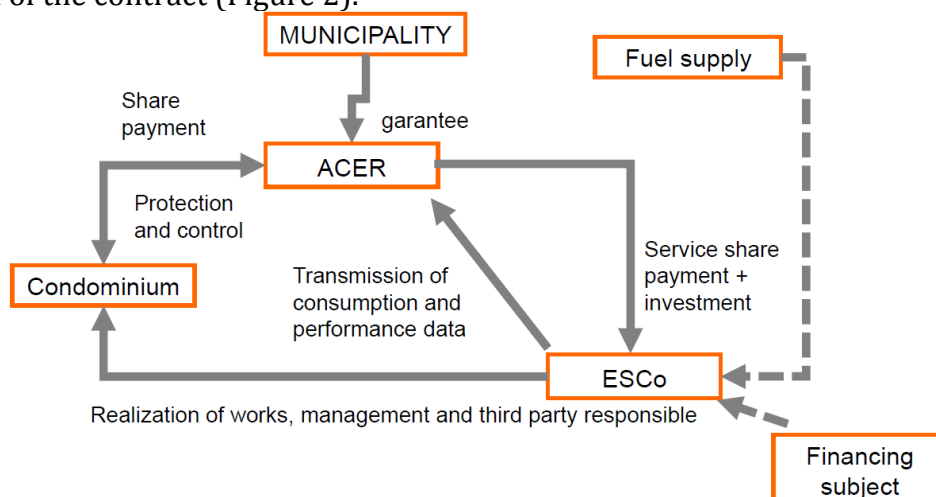 of the contract (Figure 2).
MUNICIPALITY
Fuel supply
Share
payment
garantee
ACER
Protection
and control
Condominium
Transmission of
consumption and
performance data
Service share
payment +
investment
ESCo
Realization of works, management and third party responsible
Financing
subject